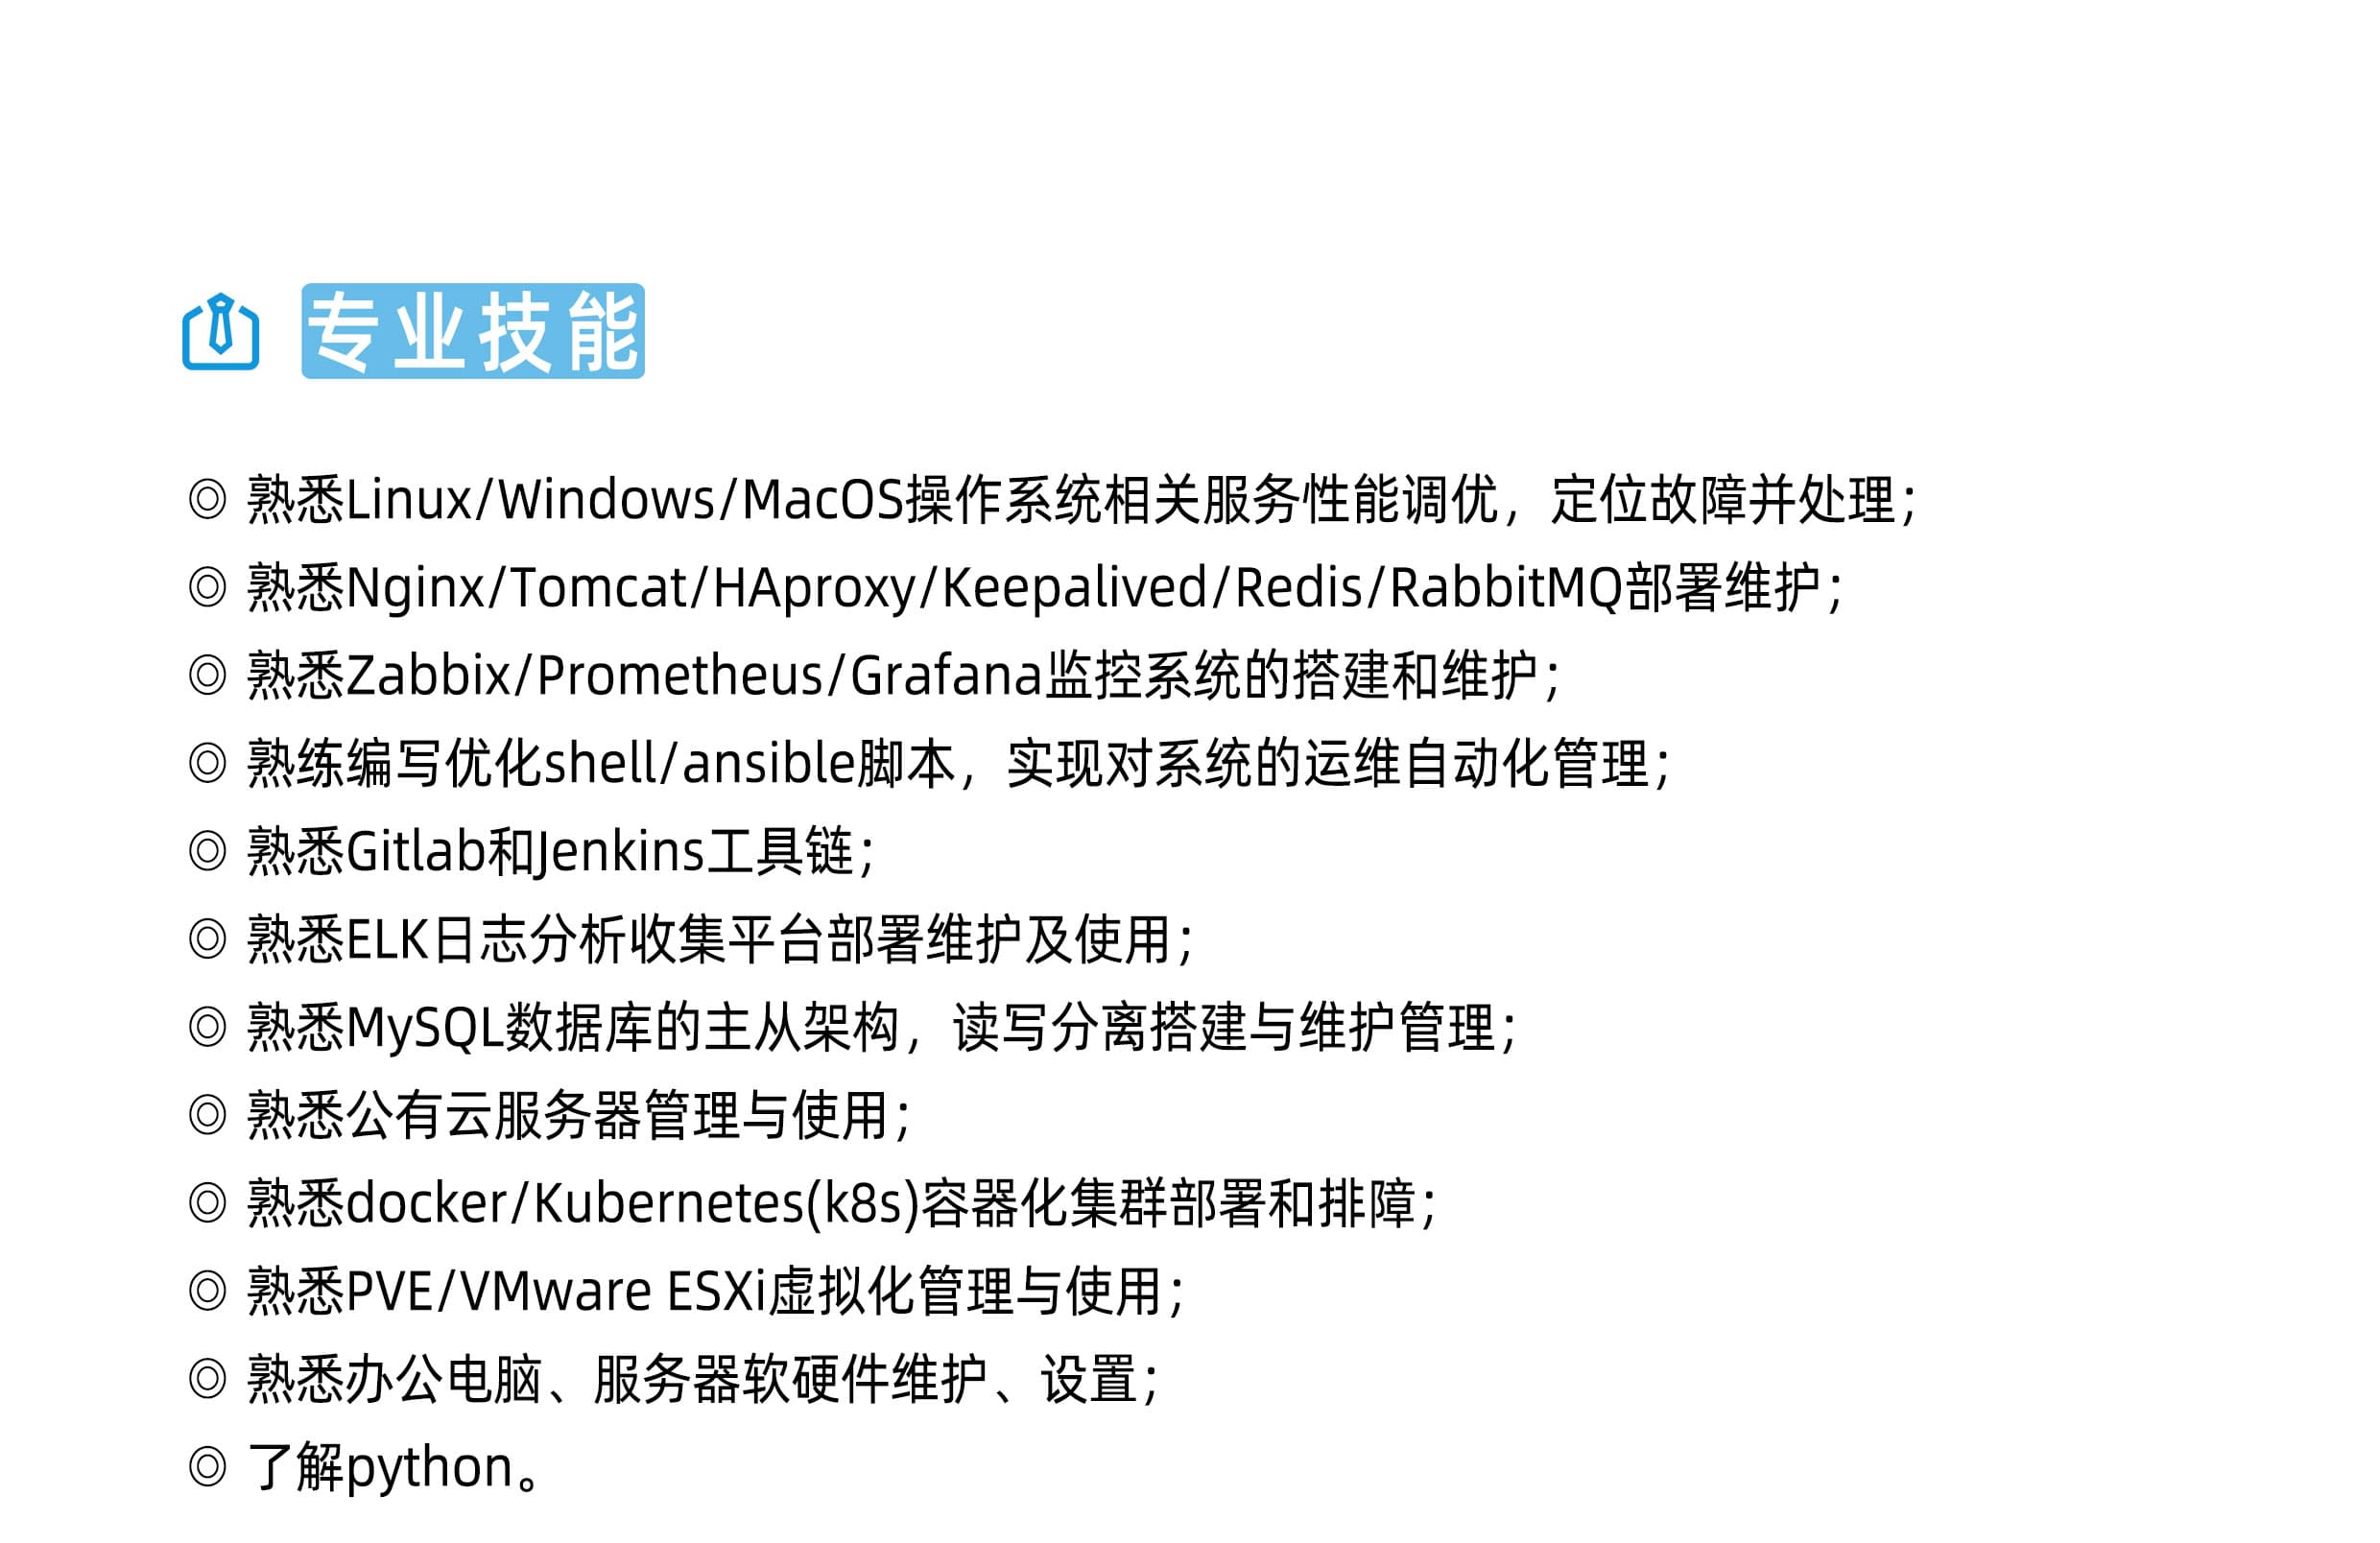 专业技能
◎ 熟悉Linux/Windows/MacOS操作系统相关服务性能调优，定位故障并处理；
◎ 熟悉Nginx/Tomcat/HAproxy/Keepalived/Redis/RabbitMQ部署维护；
◎ 熟悉Zabbix/Prometheus/Grafana监控系统的搭建和维护；
◎ 熟练编写优化shell/ansible脚本，实现对系统的运维自动化管理；
◎ 熟悉Gitlab和Jenkins工具链；
◎ 熟悉ELK日志分析收集平台部署维护及使用；
◎ 熟悉MySQL数据库的主从架构，读写分离搭建与维护管理；
◎ 熟悉公有云服务器管理与使用；
◎ 熟悉docker/Kubernetes(k8s)容器化集群部署和排障；
◎ 熟悉PVE/VMware ESXi虚拟化管理与使用；
◎ 熟悉办公电脑、服务器软硬件维护、设置；
◎ 了解python。